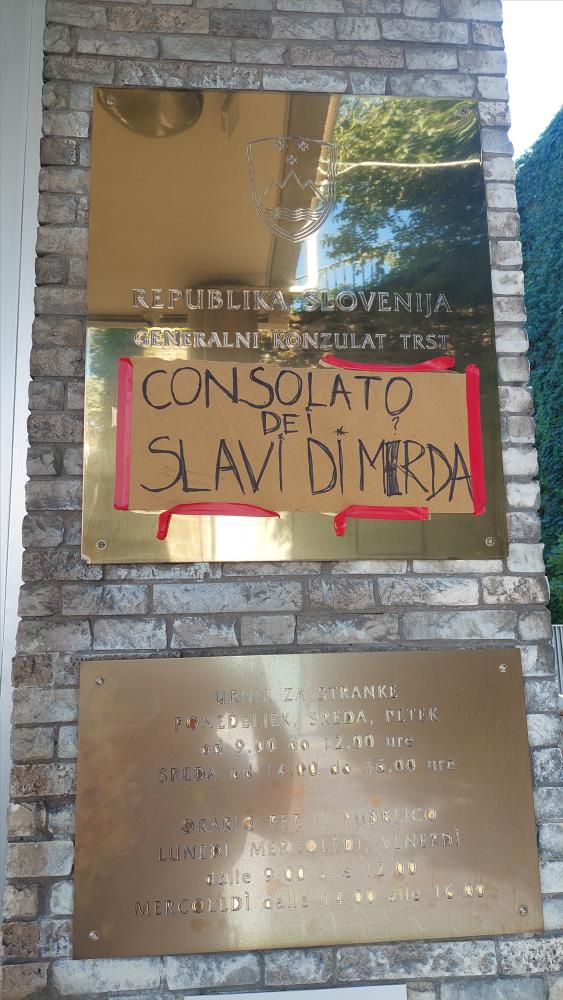 REPUBLIKA SLOVENIJA
GENERALNI KONZULAT TRST
CONSOLATO
DEI ?
SLAVI DI MERDA
URNIK ZA STRANKE
PONEDELJEK, SREDA, PETEK
od 9.00 do 12.00 ure
SREDA od 14.00 do 16.00 ure
ORARIO PER IL PUBBLICO
LUNEDÌ, MERCOLEDÌ, VENERDÌ
dalle 9.00 alle 12.00
MERCOLEDÌ dalle 14.00 alle 16.00